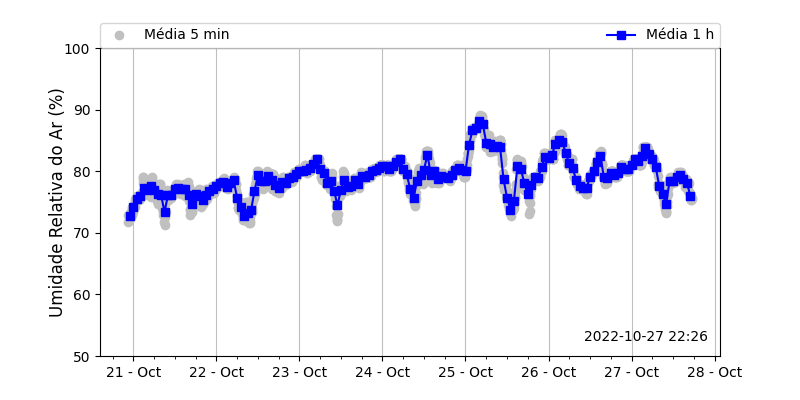 Média 5 min
Média 1 h
Umidade Relativa do Ar (%)
100
90
80
70
60
50
2022-10-27 22:26
21 - Oct
22 - Oct
23 - Oct
24 - Oct
25 - Oct
26 - Oct
27 - Oct
28 - Oct